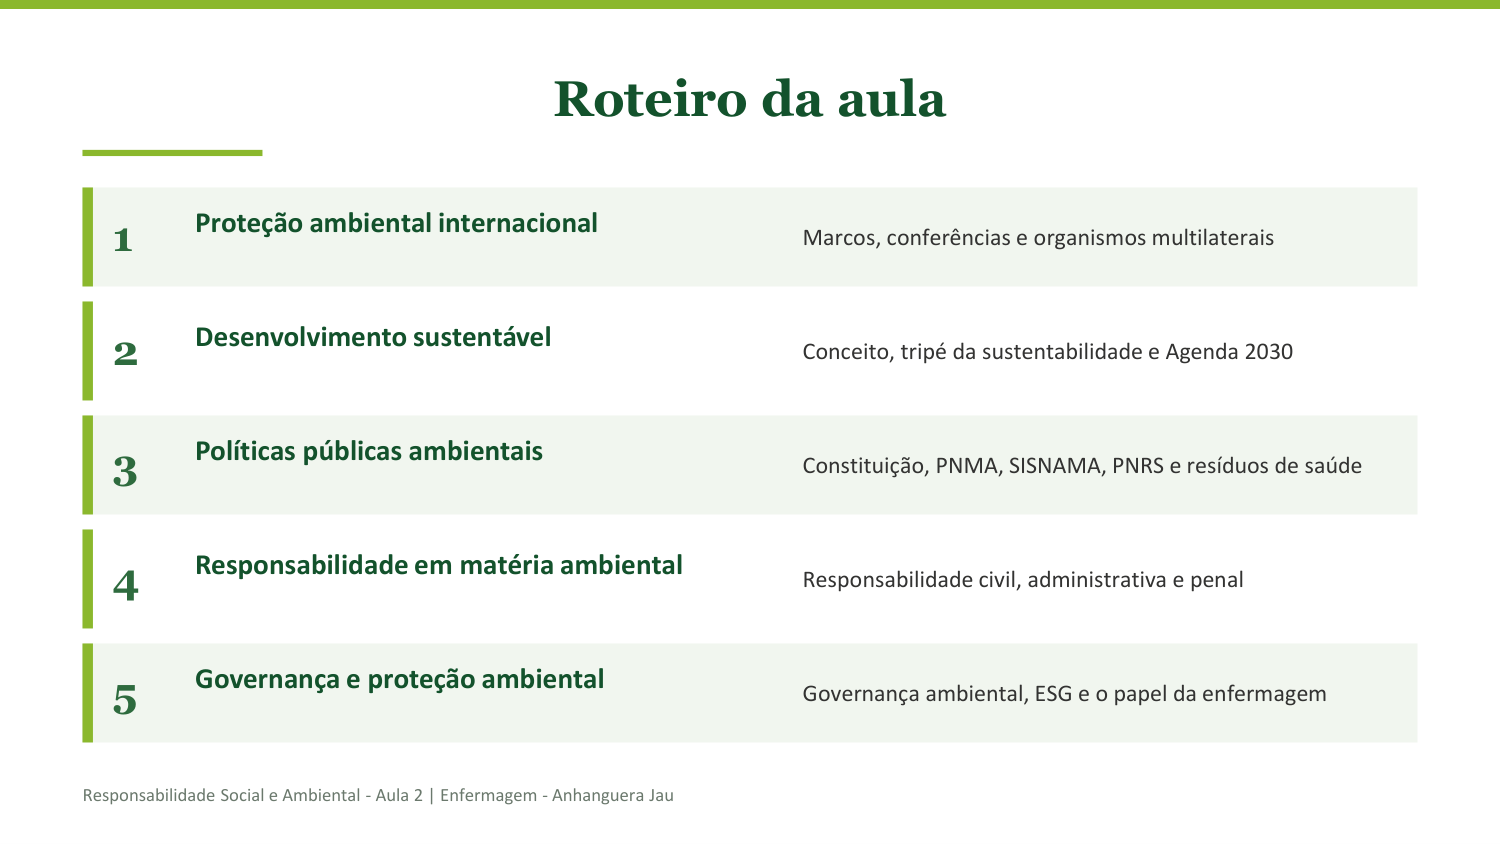 Roteiro da aula
1
Proteção ambiental internacional
Marcos, conferências e organismos multilaterais
2
Desenvolvimento sustentável
Conceito, tripé da sustentabilidade e Agenda 2030
3
Políticas públicas ambientais
Constituição, PNMA, SISNAMA, PNRS e resíduos de saúde
4
Responsabilidade em matéria ambiental
Responsabilidade civil, administrativa e penal
5
Governança e proteção ambiental
Governança ambiental, ESG e o papel da enfermagem
Responsabilidade Social e Ambiental - Aula 2 | Enfermagem - Anhanguera Jau